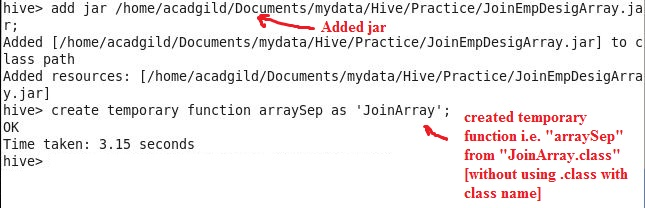 hive> add jar /home/acadgild/Documents/mydata/Hive/Practice/JoinEmpDesigArray.ja
r;
Added jar
Added [/home/acadgild/Documents/mydata/Hive/Practice/JoinEmpDesigArray.jar] to c
lass path
Added resources: [/home/acadgild/Documents/mydata/Hive/Practice/JoinEmpDesigArra
y.jar]
hive> create temporary function arraySep as 'JoinArray';
OK
Time taken: 3.15 seconds
hive>
created temporary
function i.e. "arraySep"
from "JoinArray.class"
[without using .class with
class name]